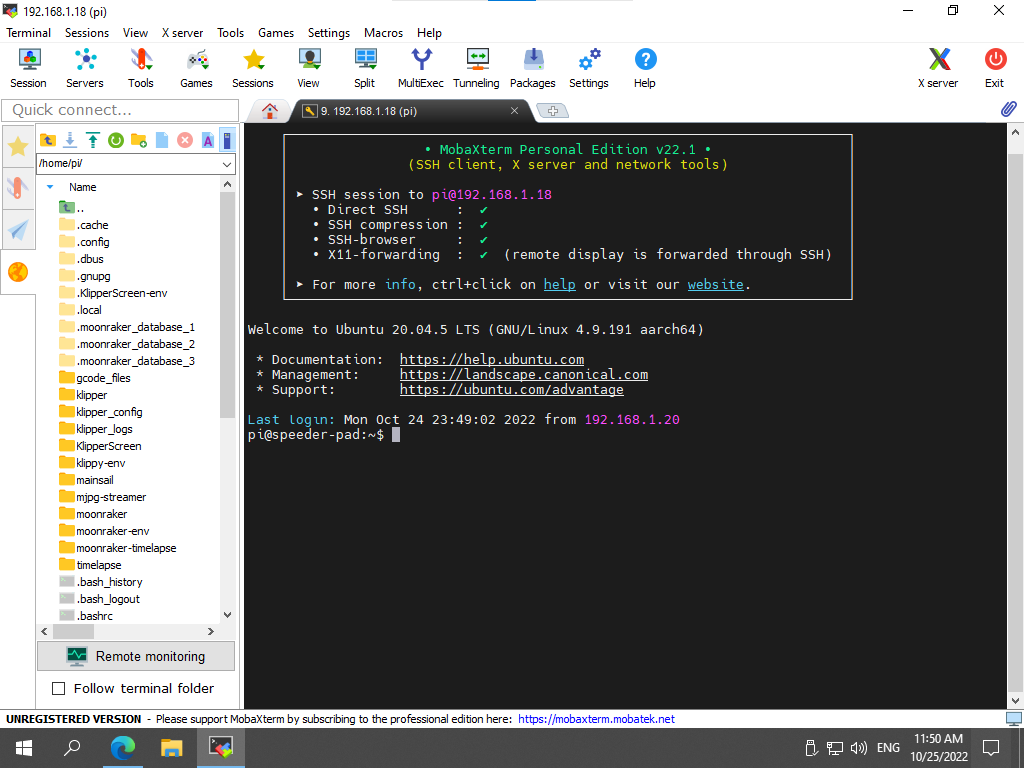 192.168.1.18 (pi)
Terminal Sessions View X server Tools Games Settings Macros Help
Session Servers Tools Games Sessions View Split MultiExec Tunneling Packages Settings Help X server Exit
Quick connect...
9. 192.168.1.18 (pi)
/home/pi/
Name
..
.cache
.config
.dbus
.gnupg
.KlipperScreen-env
.local
.moonraker_database_1
.moonraker_database_2
.moonraker_database_3
gcode_files
klipper
klipper_config
klipper_logs
KlipperScreen
klippy-env
mainsail
mjpg-streamer
moonraker
moonraker-env
moonraker-timelapse
timelapse
.bash_history
.bash_logout
.bashrc
Remote monitoring
Follow terminal folder
• MobaXterm Personal Edition v22.1 •
(SSH client, X server and network tools)
➤ SSH session to pi@192.168.1.18
• Direct SSH : ✔
• SSH compression : ✔
• SSH-browser : ✔
• X11-forwarding : ✔ (remote display is forwarded through SSH)
➤ For more info, ctrl+click on help or visit our website.
Welcome to Ubuntu 20.04.5 LTS (GNU/Linux 4.9.191 aarch64)
* Documentation: https://help.ubuntu.com
* Management: https://landscape.canonical.com
* Support: https://ubuntu.com/advantage
Last login: Mon Oct 24 23:49:02 2022 from 192.168.1.20
pi@speeder-pad:~$
UNREGISTERED VERSION - Please support MobaXterm by subscribing to the professional edition here: https://mobaxterm.mobatek.net
ENG
11:50 AM
10/25/2022